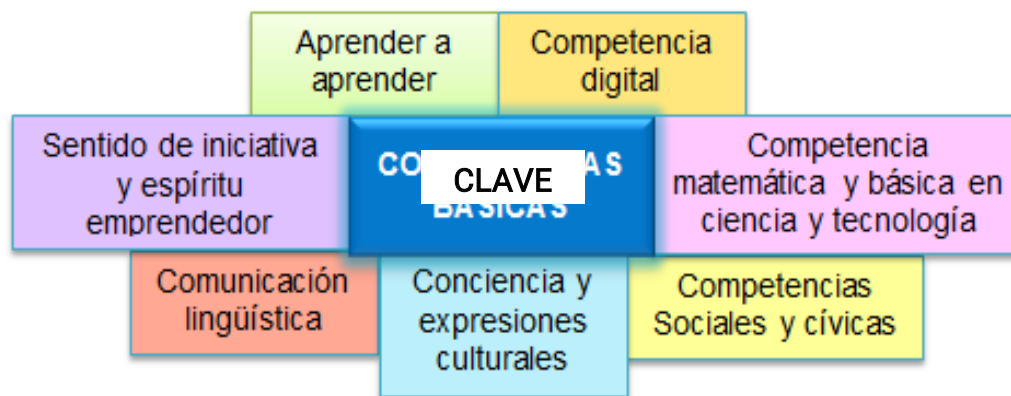 Aprender a
aprender
Competencia
digital
Sentido de iniciativa
y espíritu
emprendedor
CLAVE
BÁSICAS
Competencia
matemática y básica en
ciencia y tecnología
Comunicación
lingüística
Conciencia y
expresiones
culturales
Competencias
Sociales y cívicas